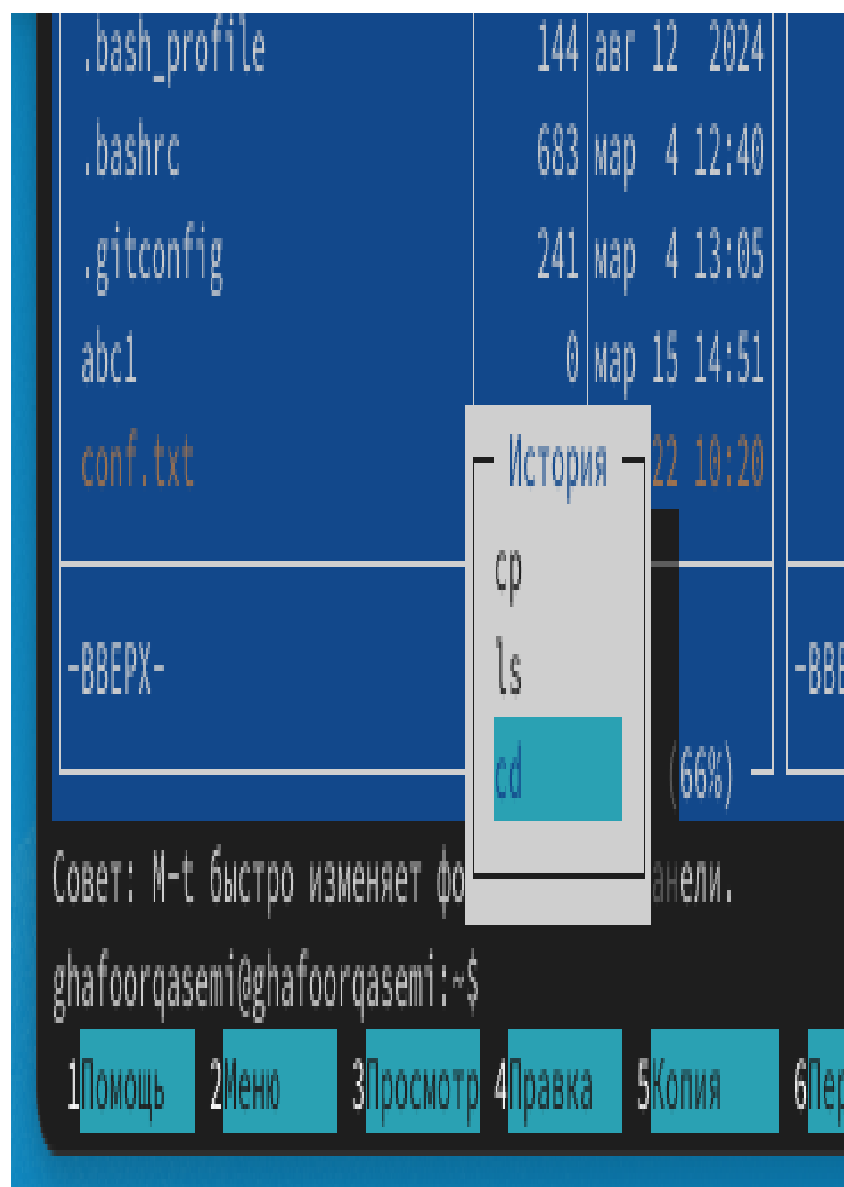 .bash_profile 144 авг 12 2024
.bashrc 683 мар 4 12:40
.gitconfig 241 мар 4 13:05
abc1 0 мар 15 14:51
conf.txt 22 10:20
История
cp
ls
cd
-ВВЕРХ- -ВВЕ
(66%)
Совет: M-t быстро изменяет фо анели.
ghafoorqasemi@ghafoorqasemi:~$
1Помощь 2Меню 3Просмотр 4Правка 5Копия 6Пер